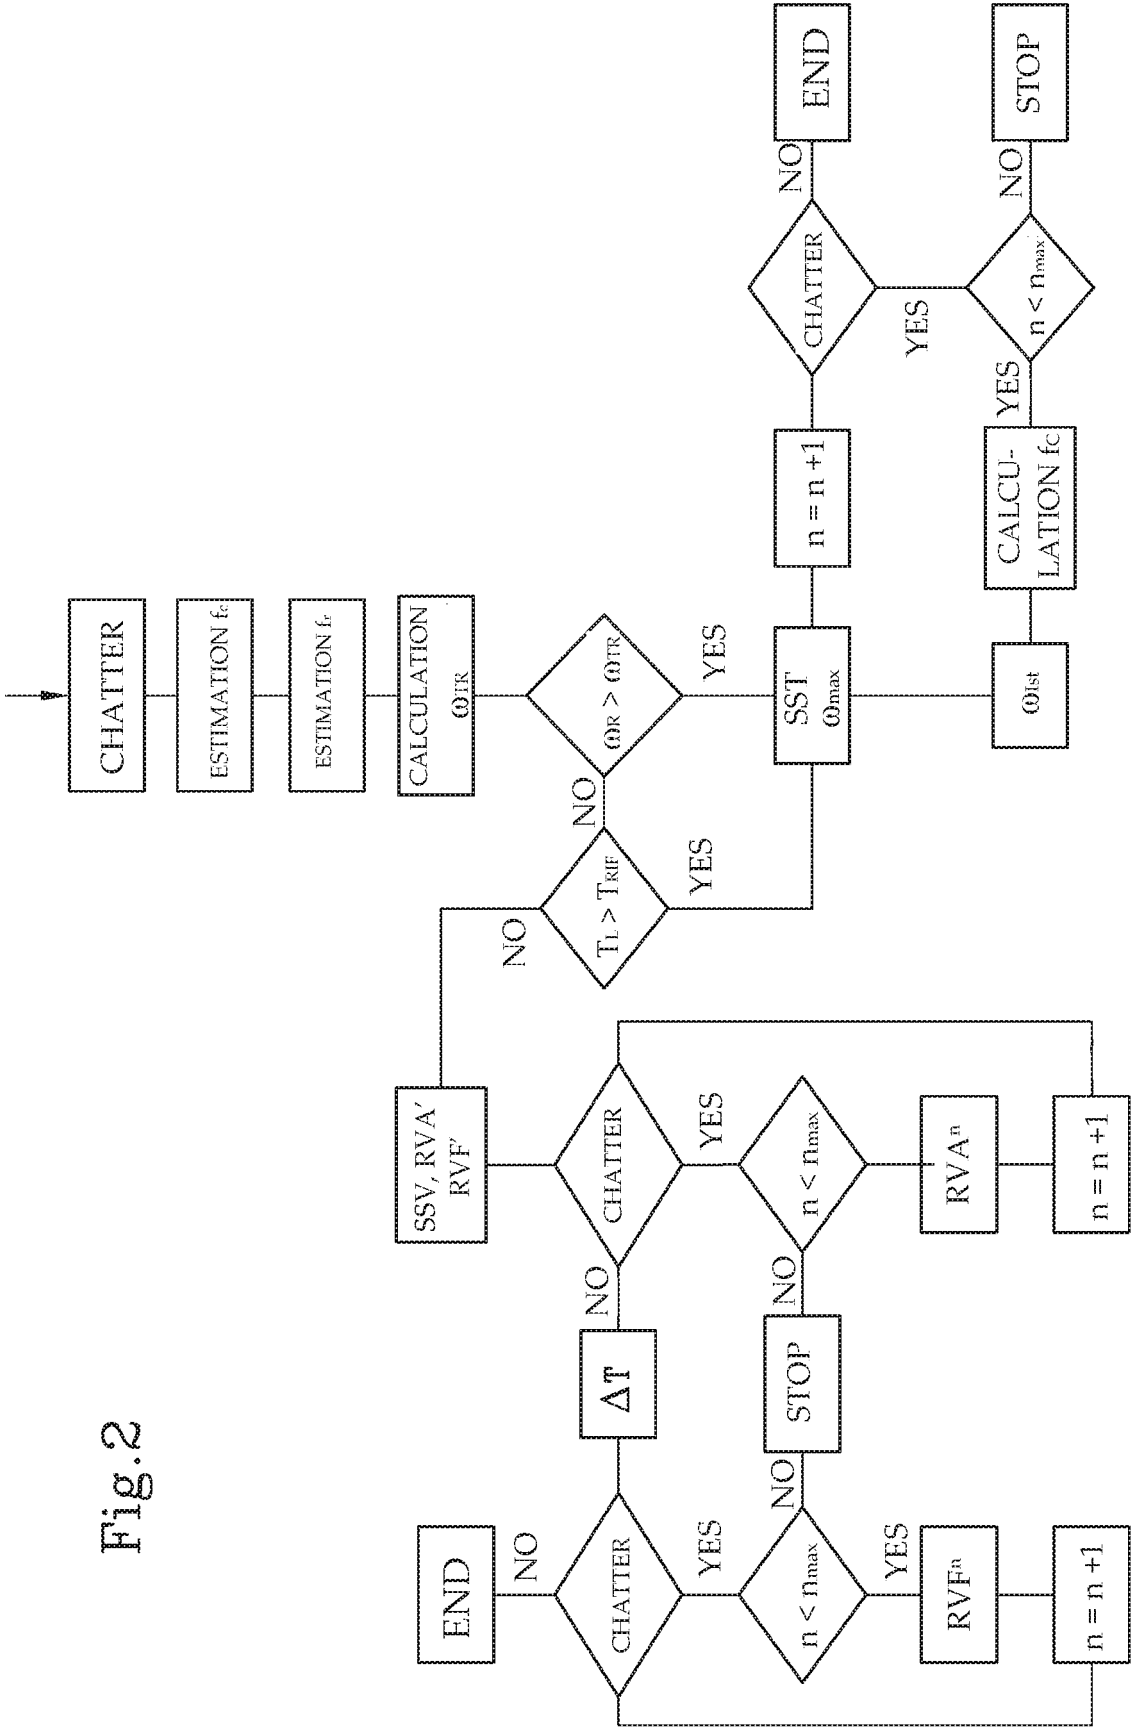 Fig.2
CHATTER
ESTIMATION fc
ESTIMATION fr
CALCULATION
ωTR
ωR > ωTR
NO
YES
TL > TRIF
NO
YES
SST
ωmax
n = n +1
CHATTER
NO
END
YES
n < nmax
NO
STOP
YES
CALCU-
LATION fc
ωIst
SSV, RVA'
RVF'
CHATTER
YES
n < nmax
RVAⁿ
n = n +1
NO
ΔT
NO
STOP
CHATTER
NO
END
YES
n < nmax
NO
YES
RVFⁿ
n = n +1